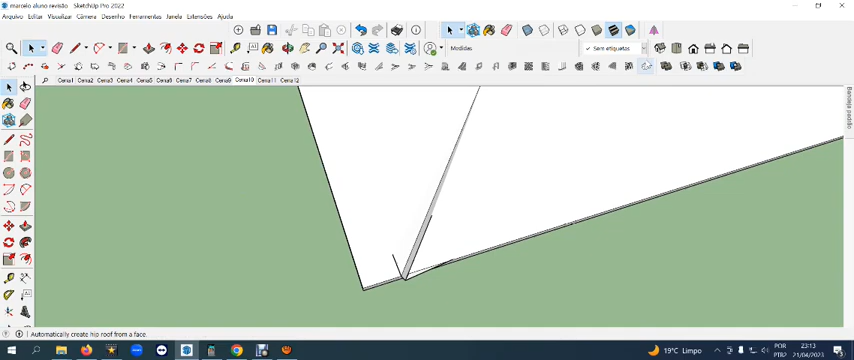 marceio aluno revisão - SketchUp Pro 2022
Arquivo Editar Visualizar Câmera Desenho Ferramentas Janela Extensões Ajuda
Medidas
✓ Sem etiquetas
Cena1 Cena2 Cena3 Cena4 Cena5 Cena6 Cena7 Cena8 Cena9 Cena10 Cena11 Cena12
Bandeja padrão
Automatically create hip roof from a face.
19°C Limpo
POR
PTB2
23:13
21/04/2023